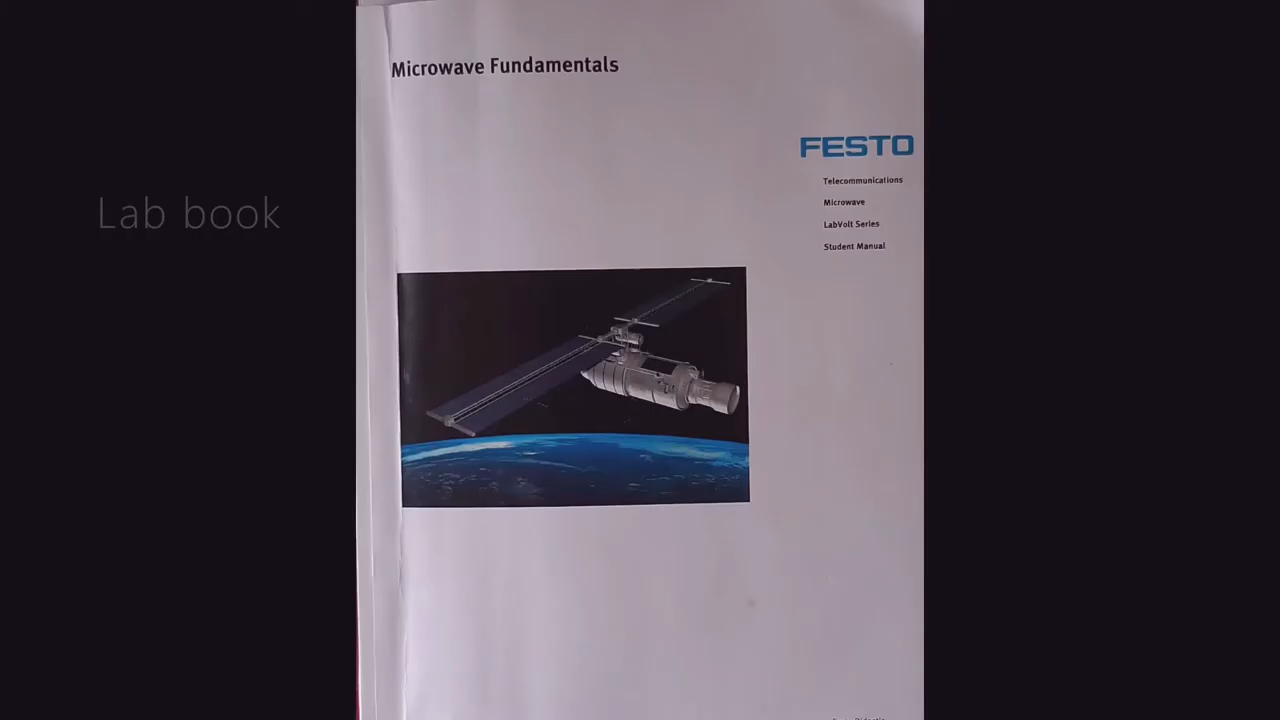 Microwave Fundamentals
FESTO
Telecommunications
Microwave
LabVolt Series
Student Manual
Lab book